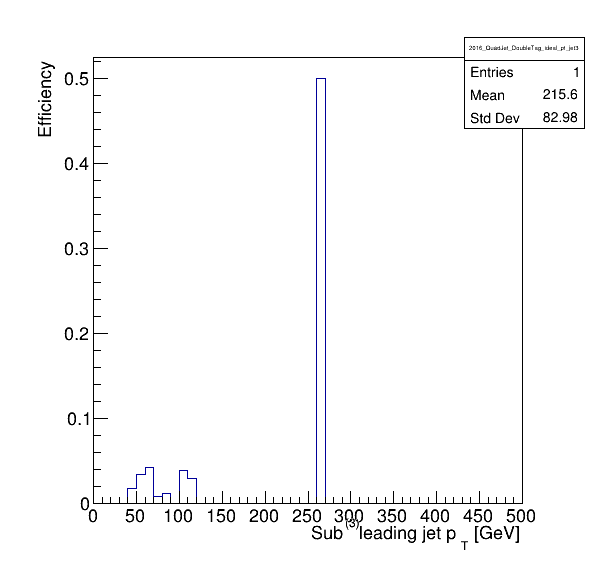 2016_QuadJet_DoubleTag_ideal_pt_jet3
Entries 1
Mean 215.6
Std Dev 82.98
Efficiency
0.5
0.4
0.3
0.2
0.1
0
0 50 100 150 200 250 300 350 400 450 500
Sub(3)leading jet pT [GeV]